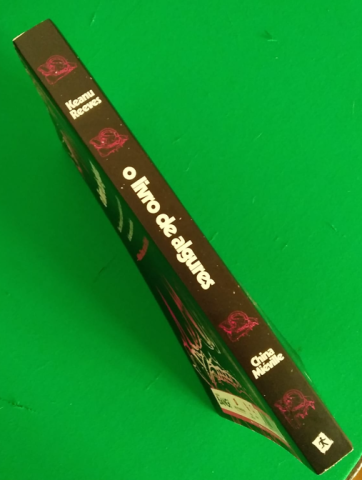 Keanu
Reeves
o livro de algures
China
Miéville